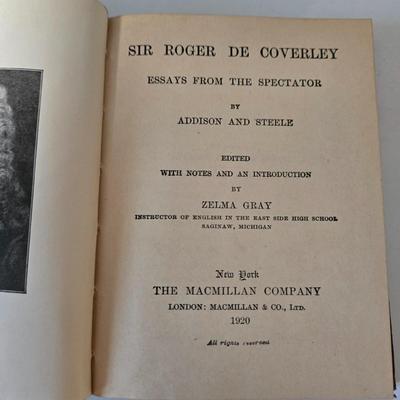 SIR ROGER DE COVERLEY
ESSAYS FROM THE SPECTATOR
BY
ADDISON AND STEELE
EDITED
WITH NOTES AND AN INTRODUCTION
BY
ZELMA GRAY
INSTRUCTOR OF ENGLISH IN THE EAST SIDE HIGH SCHOOL
SAGINAW, MICHIGAN
New York
THE MACMILLAN COMPANY
LONDON: MACMILLAN & CO., LTD.
1920
All rights reserved